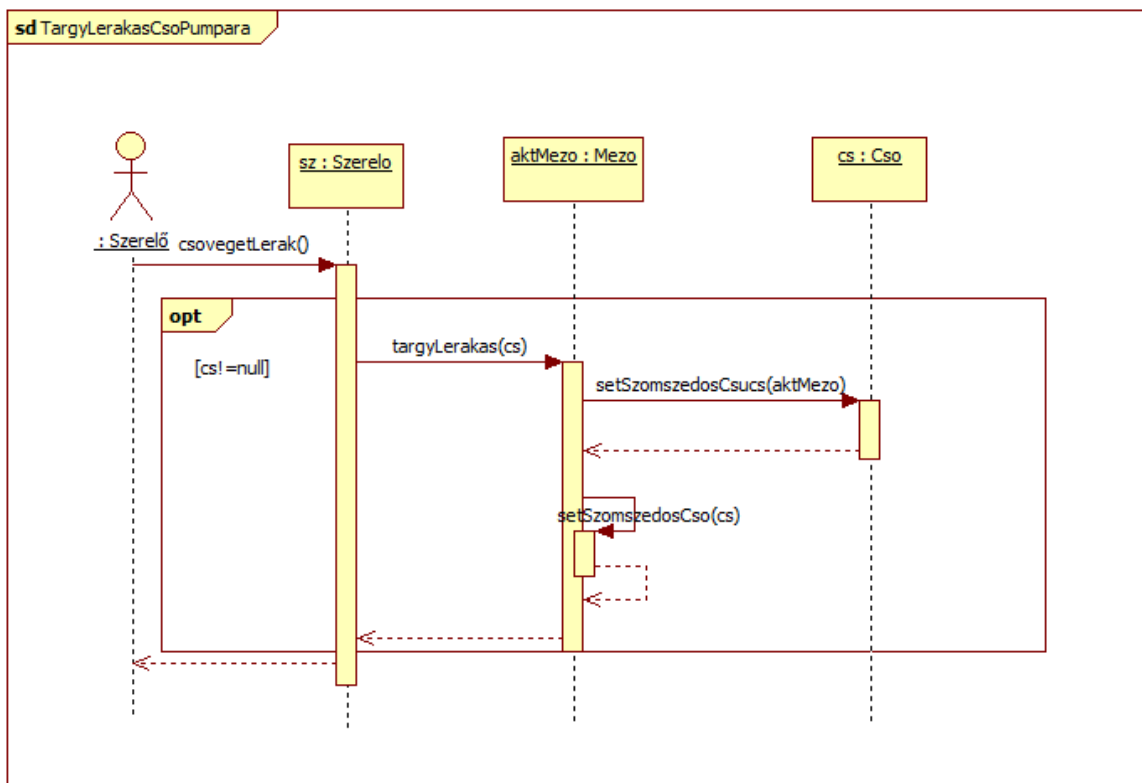 sd TargyLerakasCsoPumpara
sz : Szerelo
aktMezo : Mezo
cs : Cso
: Szerelő
csovegetLerak()
opt
[cs!=null]
targyLerakas(cs)
setSzomszedosCsucs(aktMezo)
setSzomszedosCso(cs)